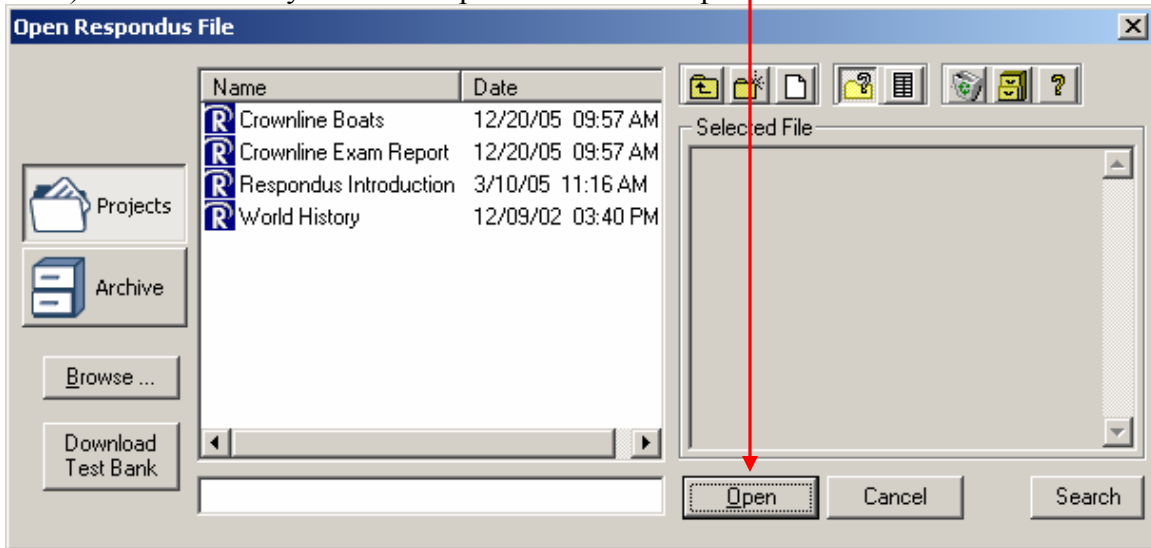 Open Respondus File
Name Date
Crownline Boats 12/20/05 09:57 AM
Crownline Exam Report 12/20/05 09:57 AM
Respondus Introduction 3/10/05 11:16 AM
World History 12/09/02 03:40 PM
Projects
Archive
Browse ...
Download
Test Bank
Selected File
Open Cancel Search